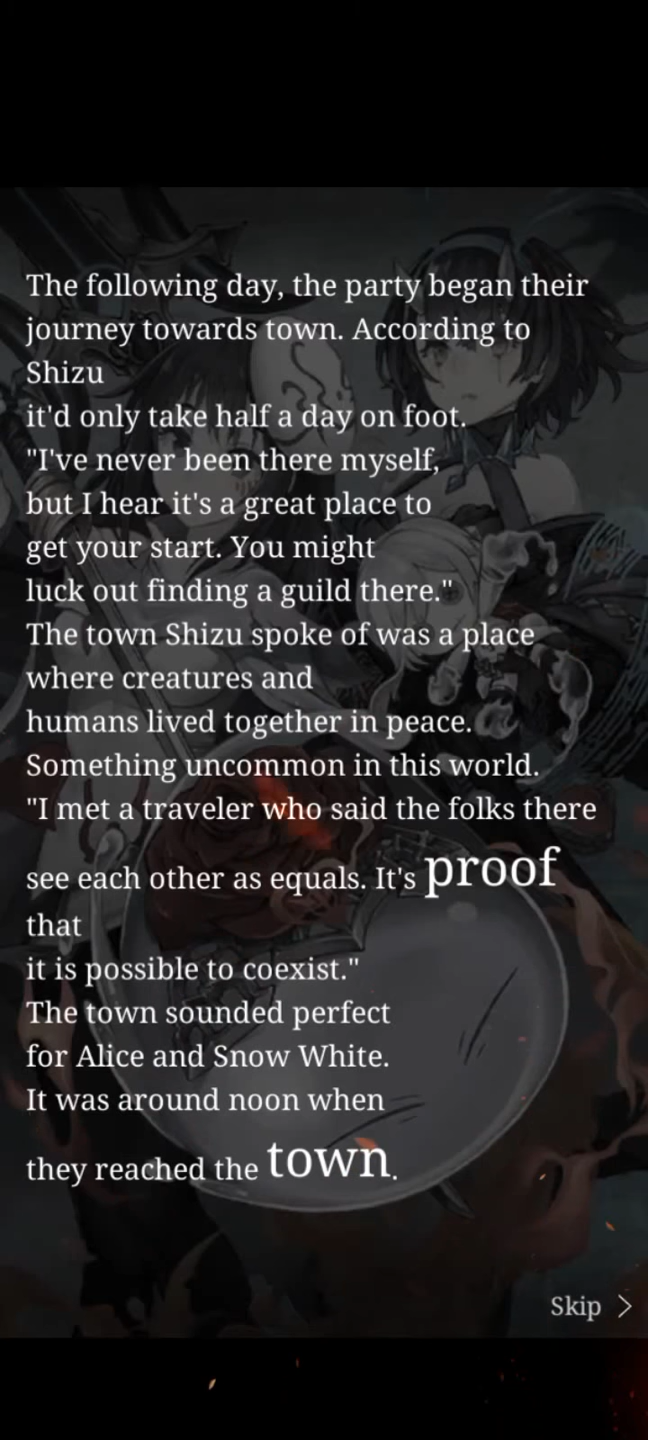 The following day, the party began their
journey towards town. According to
Shizu
it'd only take half a day on foot.
"I've never been there myself,
but I hear it's a great place to
get your start. You might
luck out finding a guild there."
The town Shizu spoke of was a place
where creatures and
humans lived together in peace.
Something uncommon in this world.
"I met a traveler who said the folks there
see each other as equals. It's proof
that
it is possible to coexist."
The town sounded perfect
for Alice and Snow White.
It was around noon when
they reached the town.
Skip >